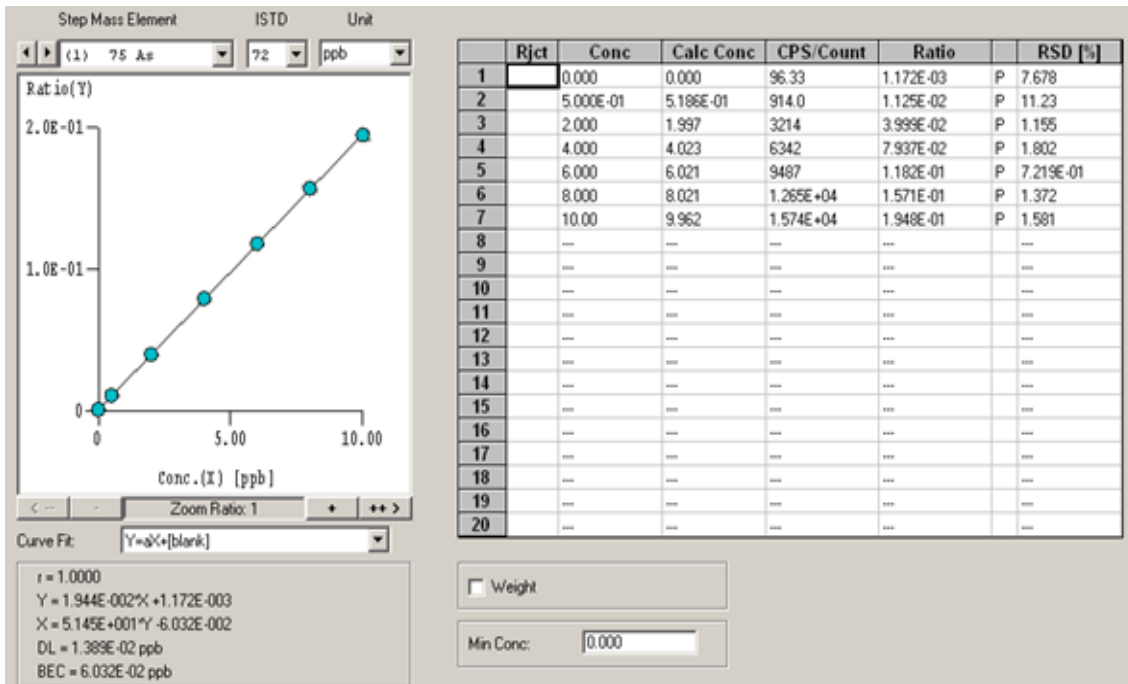 Step Mass Element ISTD Unit
(1) 75 As 72 ppb
Ratio(Y)
2.0E-01
1.0E-01
0
0 5.00 10.00
Conc.(X) [ppb]
< -- - Zoom Ratio: 1 + ++ >
Curve Fit: Y=aX+[blank]
r = 1.0000
Y = 1.944E-002*X +1.172E-003
X = 5.145E+001*Y -6.032E-002
DL = 1.389E-02 ppb
BEC = 6.032E-02 ppb
Rjct Conc Calc Conc CPS/Count Ratio RSD [%]
1 0.000 0.000 96.33 1.172E-03 P 7.678
2 5.000E-01 5.186E-01 914.0 1.125E-02 P 11.23
3 2.000 1.997 3214 3.999E-02 P 1.155
4 4.000 4.023 6342 7.937E-02 P 1.802
5 6.000 6.021 9487 1.182E-01 P 7.219E-01
6 8.000 8.021 1.265E+04 1.571E-01 P 1.372
7 10.00 9.962 1.574E+04 1.948E-01 P 1.581
8 --- --- --- --- ---
9 --- --- --- --- ---
10 --- --- --- --- ---
11 --- --- --- --- ---
12 --- --- --- --- ---
13 --- --- --- --- ---
14 --- --- --- --- ---
15 --- --- --- --- ---
16 --- --- --- --- ---
17 --- --- --- --- ---
18 --- --- --- --- ---
19 --- --- --- --- ---
20 --- --- --- --- ---
Weight
Min Conc: 0.000